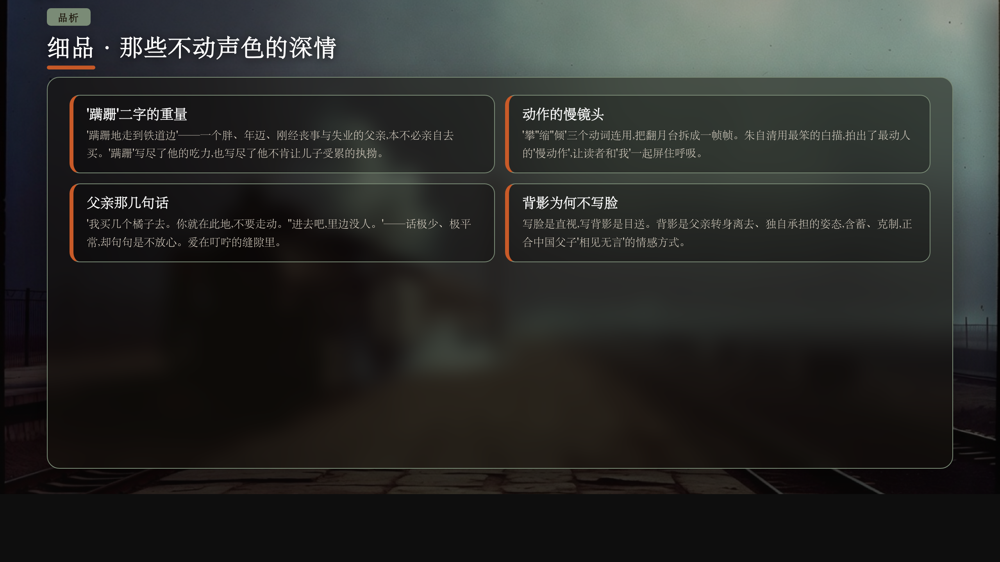 品析
细品 · 那些不动声色的深情
'蹒跚'二字的重量
'蹒跚地走到铁道边'——一个胖、年迈、刚经丧事与失业的父亲,本不必亲自去
买。'蹒跚'写尽了他的吃力,也写尽了他不肯让儿子受累的执拗。
动作的慢镜头
'攀''缩''倾'三个动词连用,把翻月台拆成一帧帧。朱自清用最笨的白描,拍出了最动人
的'慢动作',让读者和'我'一起屏住呼吸。
父亲那几句话
'我买几个橘子去。你就在此地,不要走动。''进去吧,里边没人。'——话极少、极平
常,却句句是不放心。爱在叮咛的缝隙里。
背影为何不写脸
写脸是直视,写背影是目送。背影是父亲转身离去、独自承担的姿态,含蓄、克制,正
合中国父子'相见无言'的情感方式。